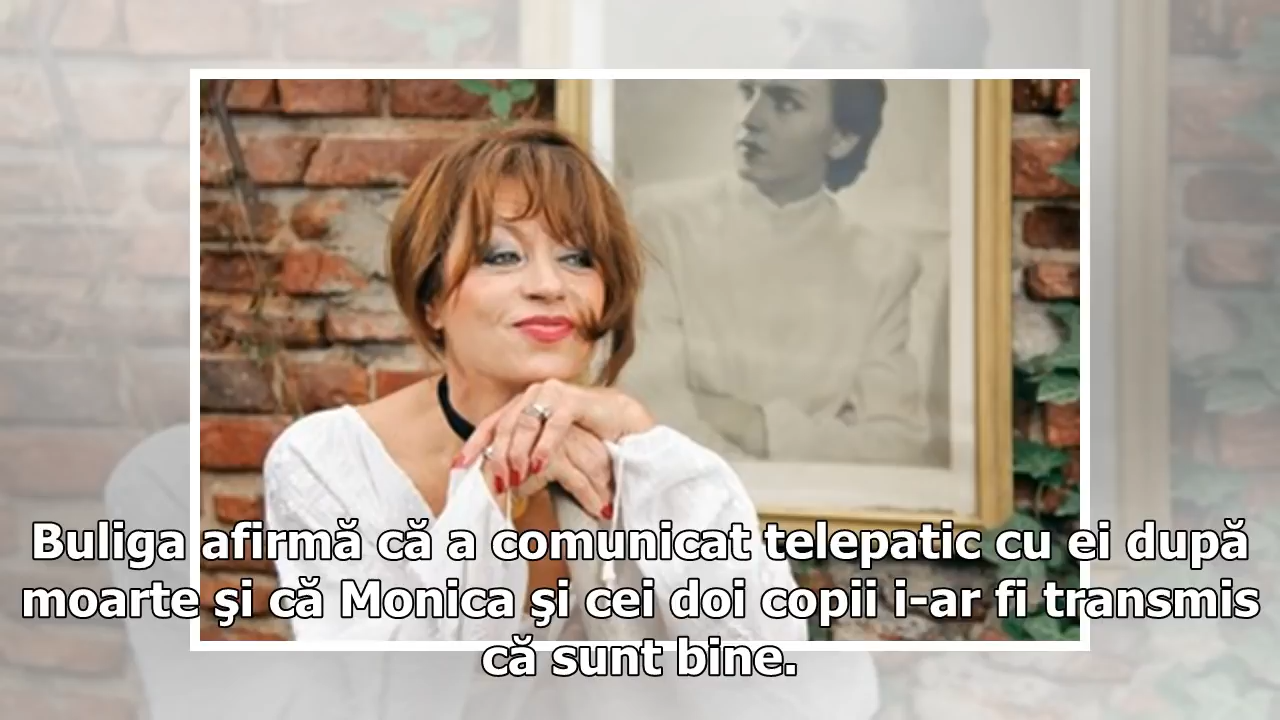 Buliga afirmă că a comunicat telepatic cu ei după
moarte şi că Monica şi cei doi copii i-ar fi transmis
că sunt bine.